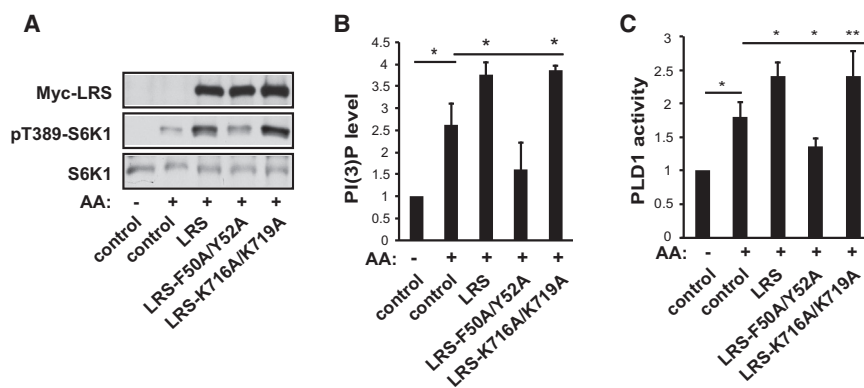 A
Myc-LRS
pT389-S6K1
S6K1
AA: - + + + +
control
control
LRS
LRS-F50A/Y52A
LRS-K716A/K719A
B
PI(3)P level
4.5
4
3.5
3
2.5
2
1.5
1
0.5
0
* * *
AA: - + + + +
control
control
LRS
LRS-F50A/Y52A
LRS-K716A/K719A
C
PLD1 activity
3
2.5
2
1.5
1
0.5
0
* * * **
AA: - + + + +
control
control
LRS
LRS-F50A/Y52A
LRS-K716A/K719A